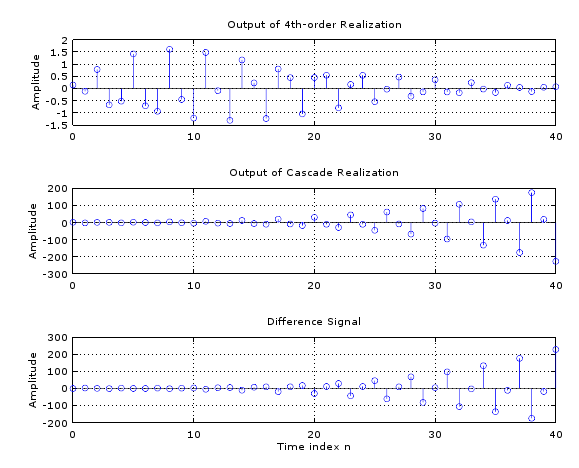 Output of 4th-order Realization
2
1.5
1
0.5
0
-0.5
-1
-1.5
Amplitude
0 10 20 30 40
Output of Cascade Realization
200
100
0
-100
-200
-300
Amplitude
0 10 20 30 40
Difference Signal
300
200
100
0
-100
-200
Amplitude
0 10 20 30 40
Time index n